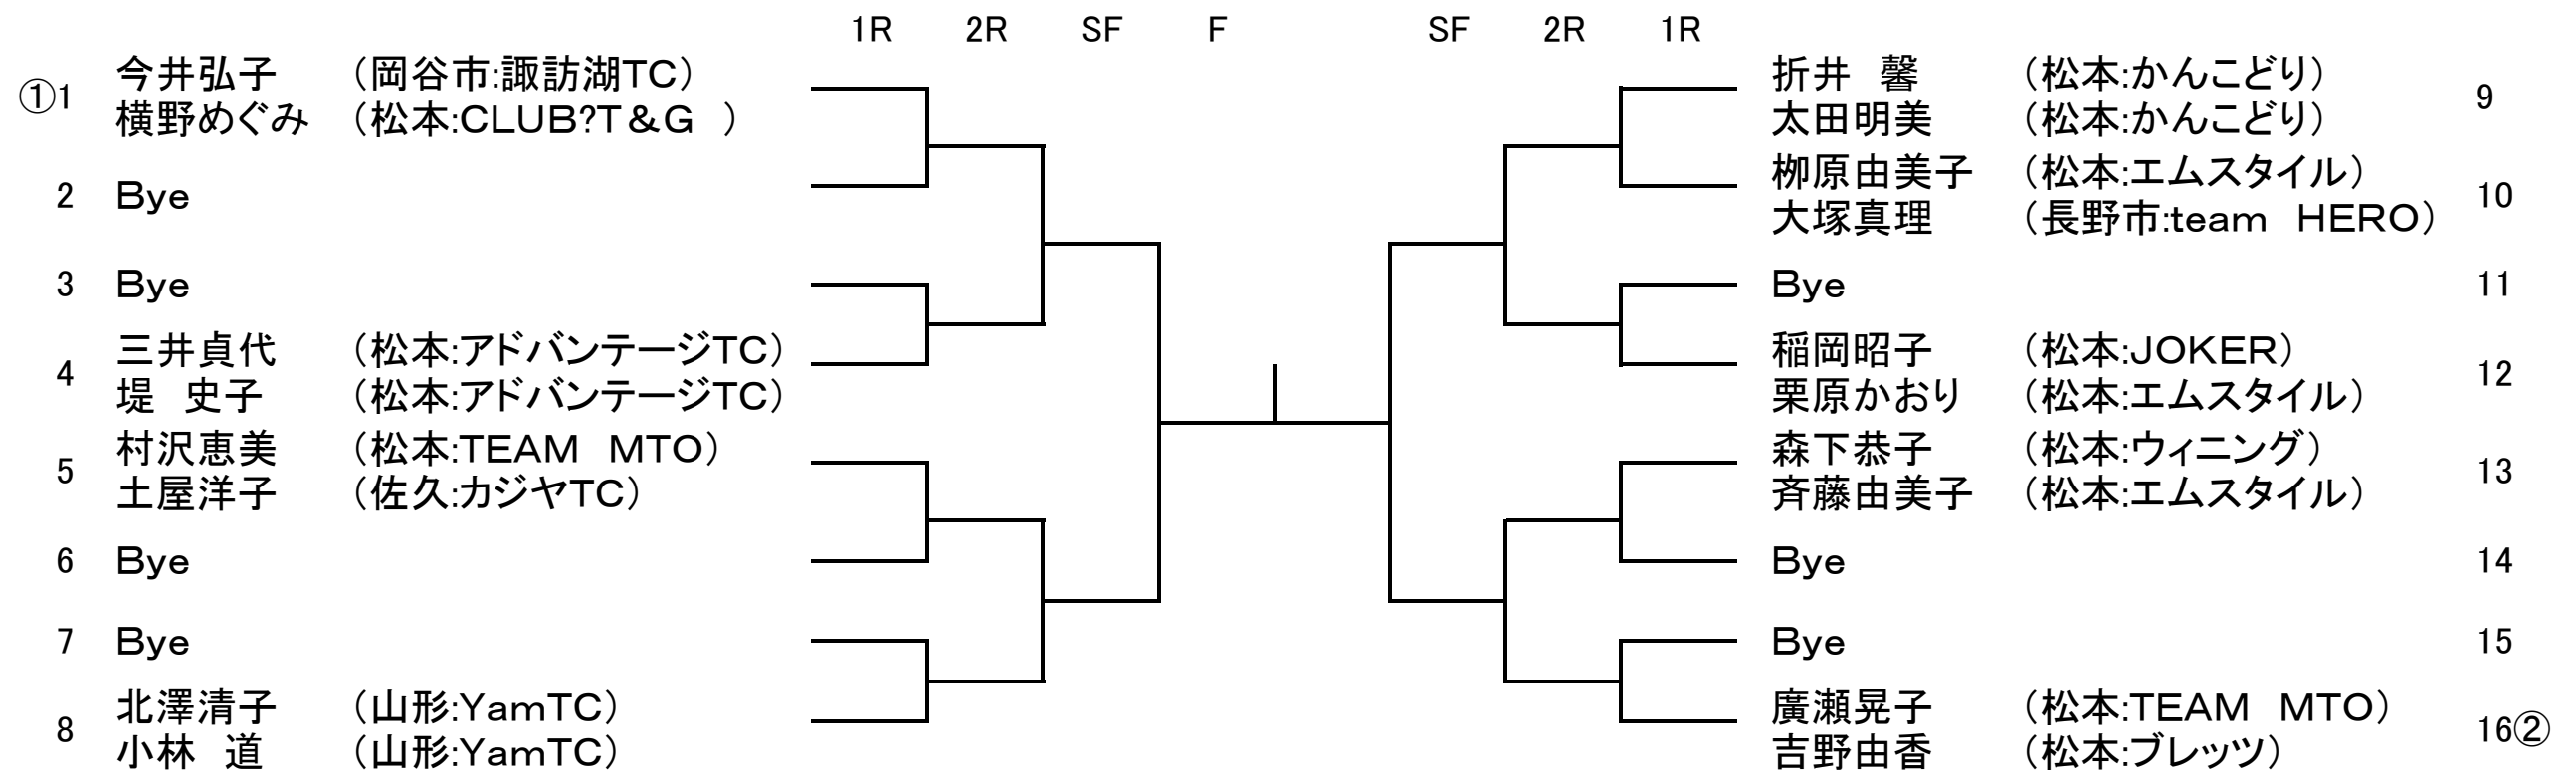 1R 2R SF F SF 2R 1R
①1 今井弘子 （岡谷市:諏訪湖TC）
横野めぐみ （松本:CLUB?T＆G　）
2 Bye
3 Bye
4 三井貞代 （松本:アドバンテージTC）
堤　史子 （松本:アドバンテージTC）
5 村沢恵美 （松本:TEAM　MTO）
土屋洋子 （佐久:カジヤTC）
6 Bye
7 Bye
8 北澤清子 （山形:YamTC）
小林　道 （山形:YamTC）
折井　馨 （松本:かんこどり） 9
太田明美 （松本:かんこどり）
栁原由美子 （松本:エムスタイル） 10
大塚真理 （長野市:team　HERO）
Bye 11
稲岡昭子 （松本:JOKER） 12
栗原かおり （松本:エムスタイル）
森下恭子 （松本:ウィニング） 13
斉藤由美子 （松本:エムスタイル）
Bye 14
Bye 15
廣瀬晃子 （松本:TEAM　MTO） 16②
吉野由香 （松本:ブレッツ）